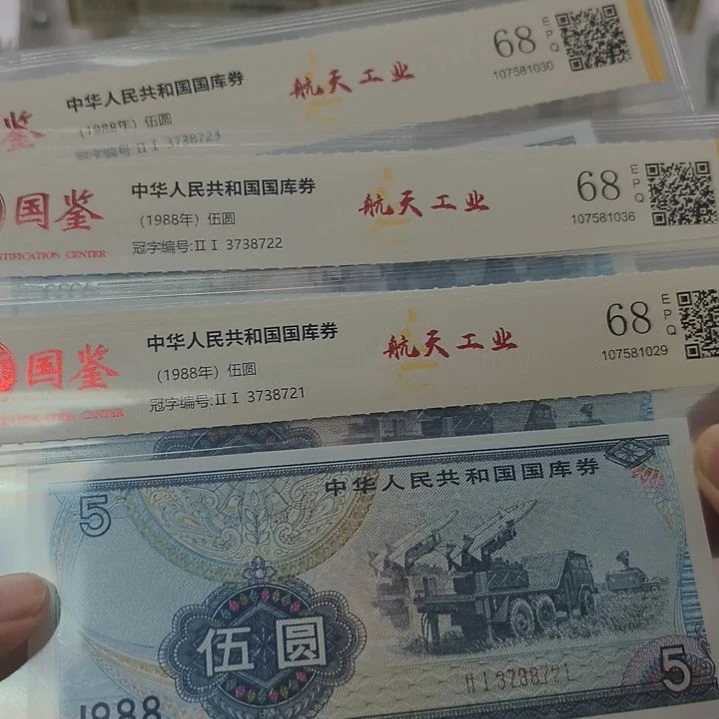 鉴
中华人民共和国国库券
(1988年) 伍圆
冠字编号:II I 3738723
航天工业
68
EPQ
107581030
国鉴
NTIFICATION CENTER
中华人民共和国国库券
(1988年) 伍圆
冠字编号:II I 3738722
航天工业
68
EPQ
107581036
国鉴
CENTER
中华人民共和国国库券
(1988年) 伍圆
冠字编号:II I 3738721
航天工业
68
EPQ
107581029
中华人民共和国国库券
5
伍圆
5
1988